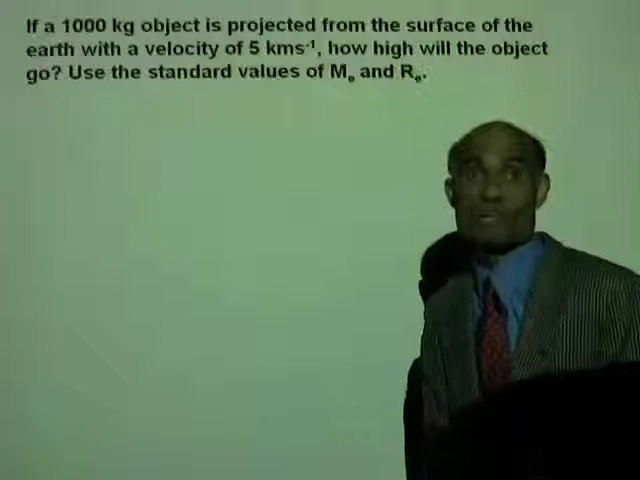 If a 1000 kg object is projected from the surface of the
earth with a velocity of 5 kms⁻¹, how high will the object
go? Use the standard values of Mₑ and Rₑ.